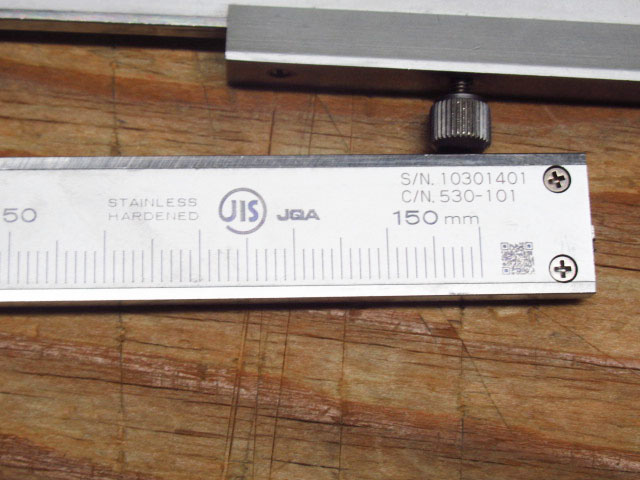 S/N. 10301401
C/N. 530-101
50
STAINLESS
HARDENED
JIS
JQA
150 mm